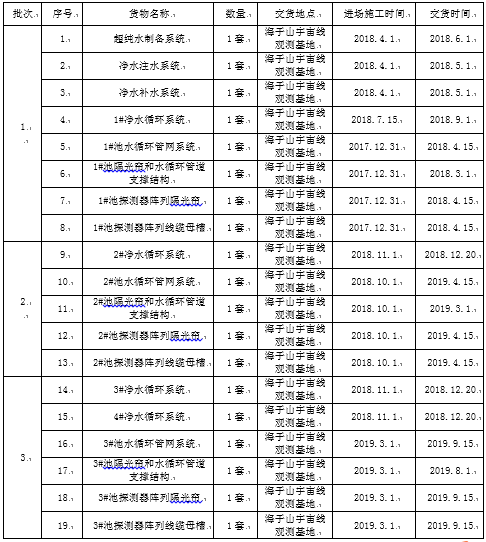 批次 序号 货物名称 数量 交货地点 进场施工时间 交货时间
1. 1. 超纯水制备系统 1套 海子山宇宙线观测基地 2018.4.1. 2018.6.1.
2. 净水注水系统 1套 海子山宇宙线观测基地 2018.4.1. 2018.5.1
3. 净水补水系统 1套 海子山宇宙线观测基地 2018.4.1. 2018.5.1
4. 1#净水循环系统 1套 海子山宇宙线观测基地 2018.7.15 2018.9.1
5. 1#池水循环管网系统 1套 海子山宇宙线观测基地 2017.12.31 2018.4.15
6. 1#池隔光帘和水循环管道支撑结构 1套 海子山宇宙线观测基地 2017.12.31 2018.3.1
7. 1#池探测器阵列隔光帘 1套 海子山宇宙线观测基地 2017.12.31 2018.4.15
8. 1#池探测器阵列线缆母槽 1套 海子山宇宙线观测基地 2017.12.31 2018.4.15
2. 9. 2#净水循环系统 1套 海子山宇宙线观测基地 2018.11.1 2018.12.20
10. 2#池水循环管网系统 1套 海子山宇宙线观测基地 2018.10.1 2019.4.15
11. 2#池隔光帘和水循环管道支撑结构 1套 海子山宇宙线观测基地 2018.10.1 2019.3.1
12. 2#池探测器阵列隔光帘 1套 海子山宇宙线观测基地 2018.10.1 2019.4.15
13. 2#池探测器阵列线缆母槽 1套 海子山宇宙线观测基地 2018.10.1 2019.4.15
3. 14. 3#净水循环系统 1套 海子山宇宙线观测基地 2018.11.1 2018.12.20
15. 4#净水循环系统 1套 海子山宇宙线观测基地 2018.11.1 2018.12.20
16. 3#池水循环管网系统 1套 海子山宇宙线观测基地 2019.3.1 2019.9.15
17. 3#池隔光帘和水循环管道支撑结构 1套 海子山宇宙线观测基地 2019.3.1 2019.8.1
18. 3#池探测器阵列隔光帘 1套 海子山宇宙线观测基地 2019.3.1 2019.9.15
19. 3#池探测器阵列线缆母槽 1套 海子山宇宙线观测基地 2019.3.1 2019.9.15